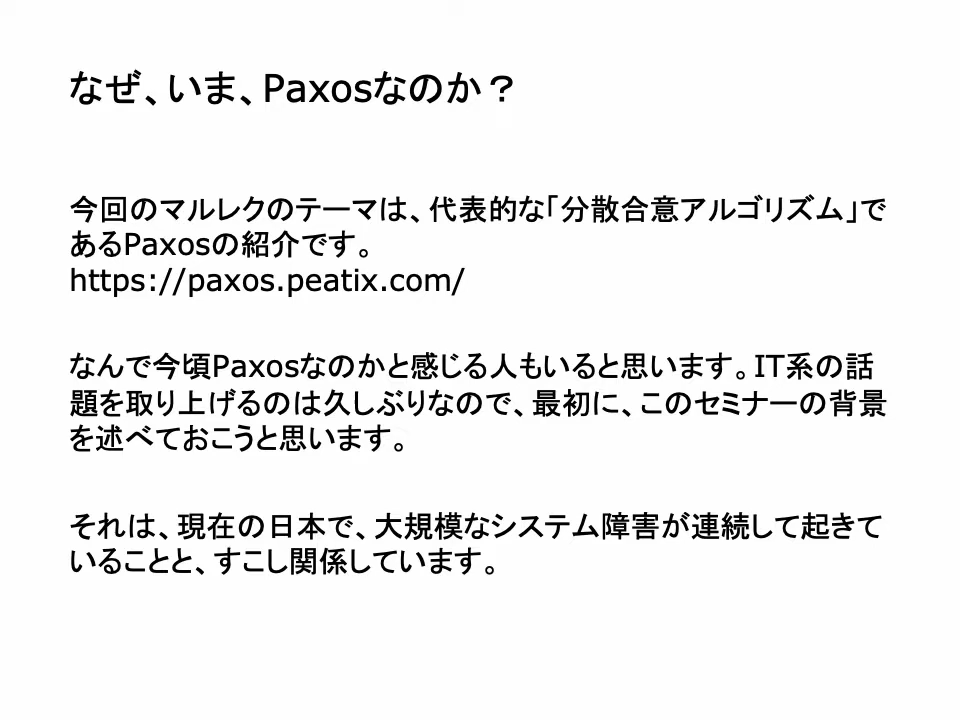 なぜ、いま、Paxosなのか？
今回のマルレクのテーマは、代表的な「分散合意アルゴリズム」で
あるPaxosの紹介です。
https://paxos.peatix.com/
なんで今頃Paxosなのかと感じる人もいると思います。IT系の話
題を取り上げるのは久しぶりなので、最初に、このセミナーの背景
を述べておこうと思います。
それは、現在の日本で、大規模なシステム障害が連続して起きて
いることと、すこし関係しています。